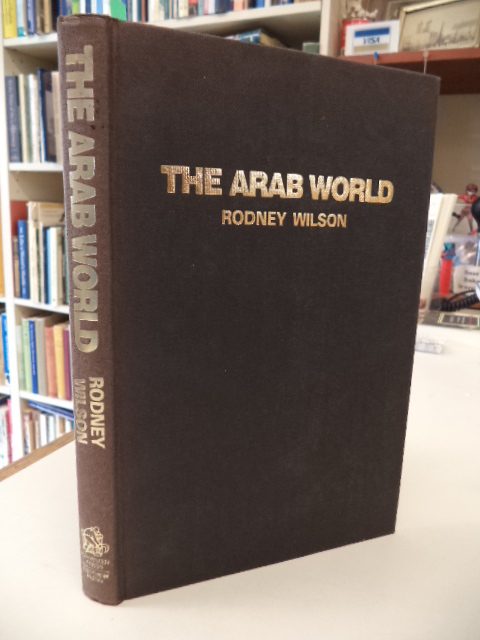 THE ARAB WORLD
RODNEY WILSON
THE ARAB WORLD
RODNEY
WILSON
VISA